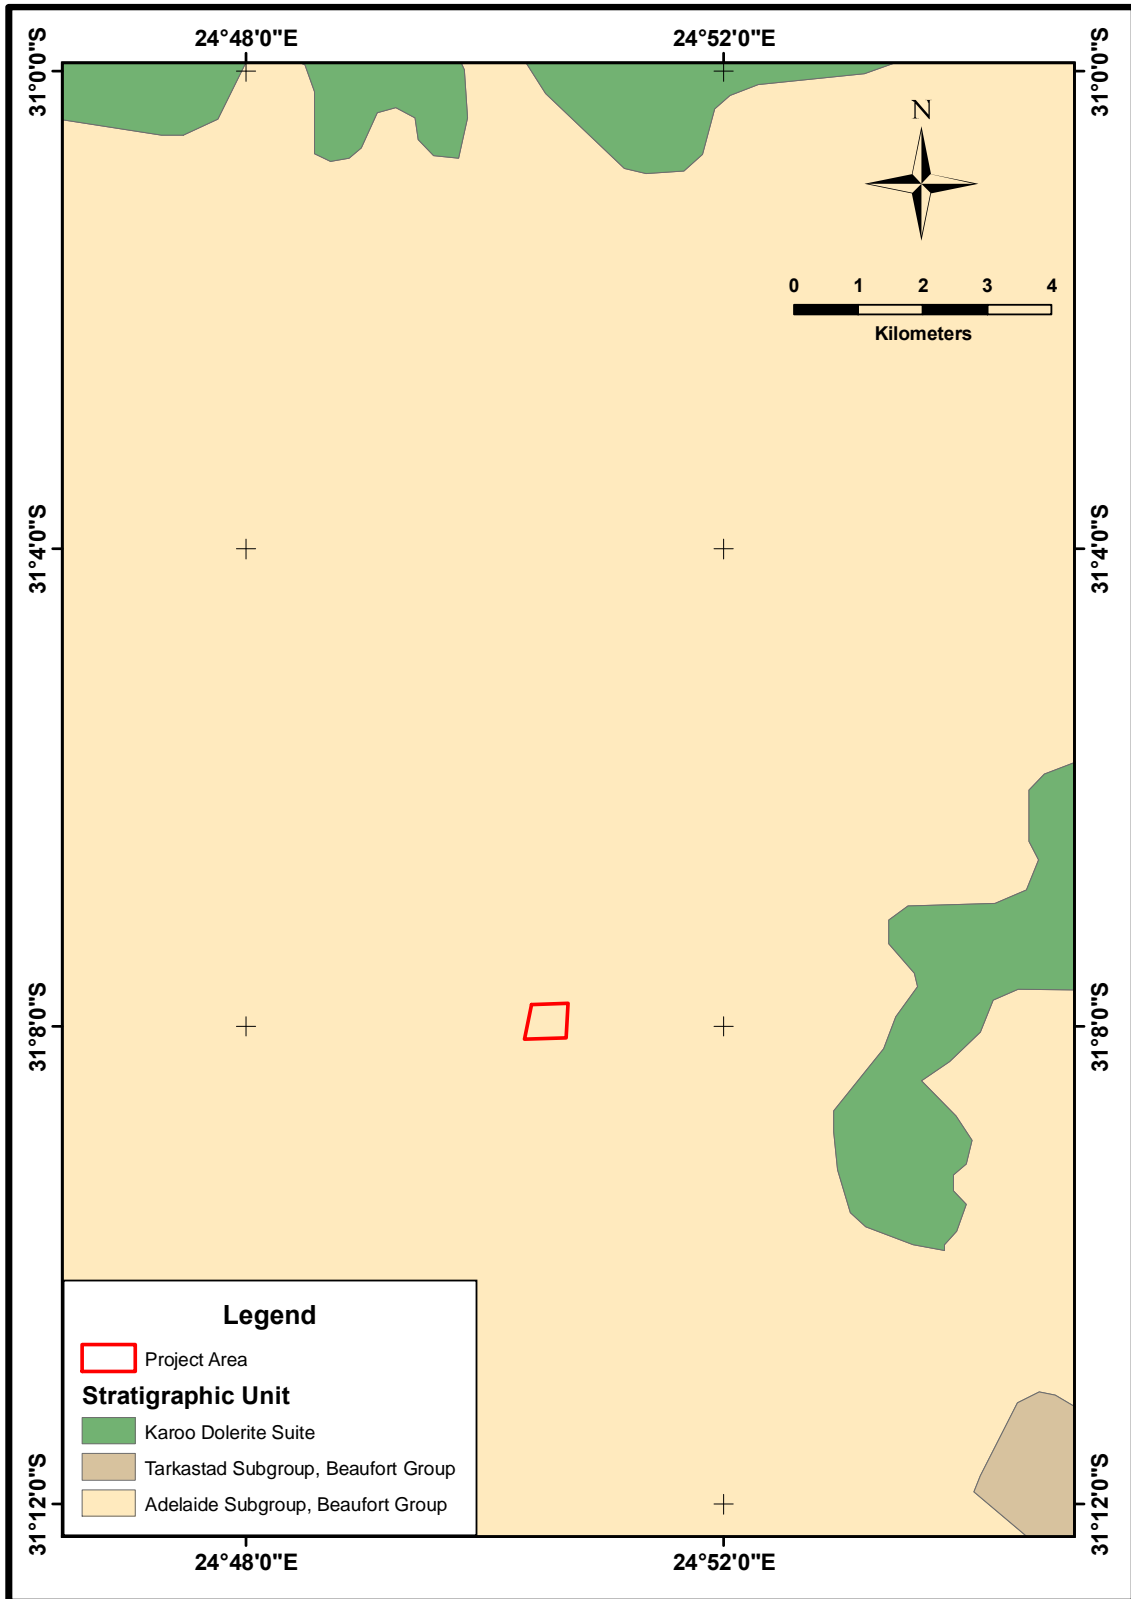 24°48'0"E 24°52'0"E
31°0'0"S 31°0'0"S
N
0 1 2 3 4
Kilometers
31°4'0"S 31°4'0"S
31°8'0"S 31°8'0"S
Legend
Project Area
Stratigraphic Unit
Karoo Dolerite Suite
Tarkastad Subgroup, Beaufort Group
Adelaide Subgroup, Beaufort Group
31°12'0"S 31°12'0"S
24°48'0"E 24°52'0"E